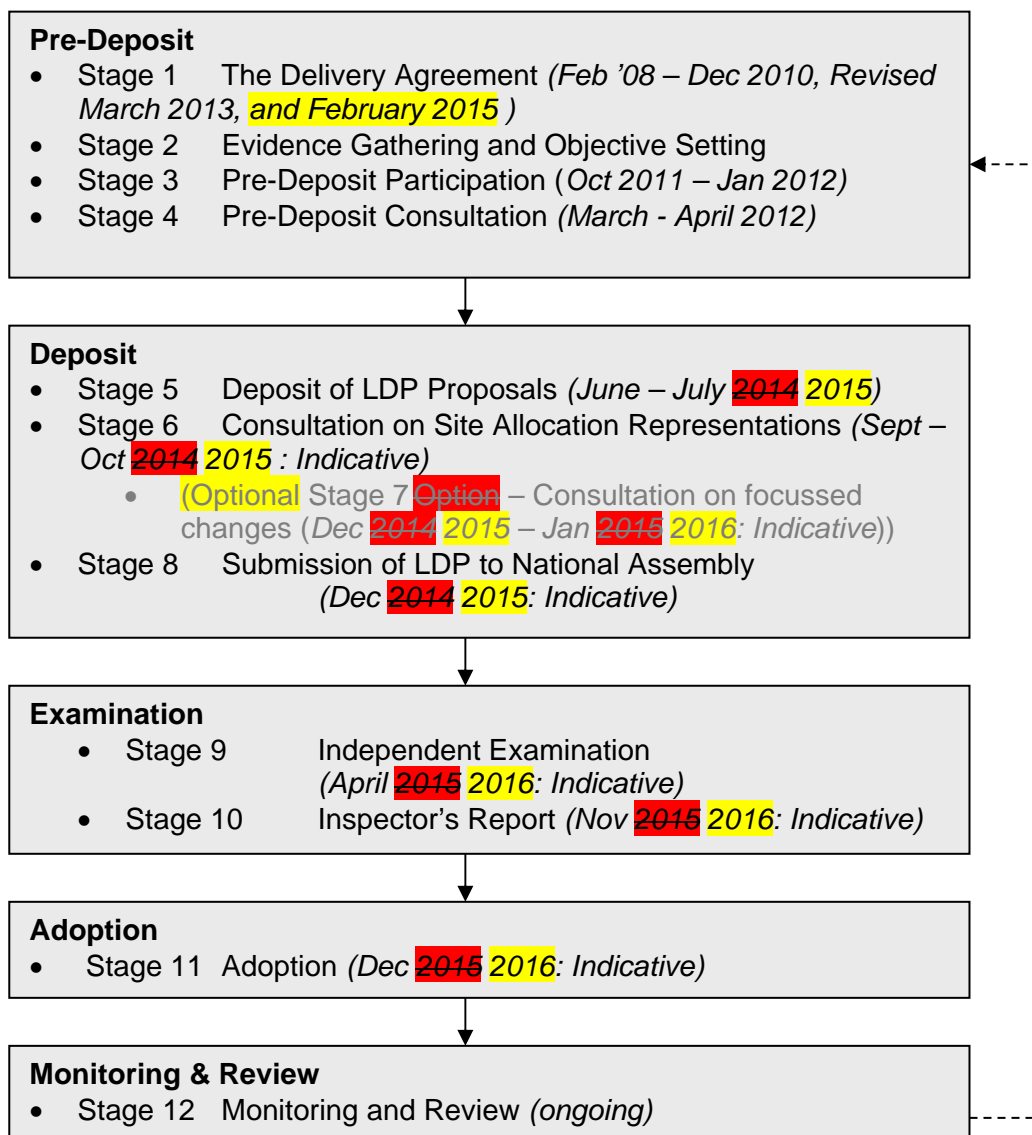 Pre-Deposit
• Stage 1 The Delivery Agreement (Feb '08 – Dec 2010, Revised
March 2013, and February 2015 )
• Stage 2 Evidence Gathering and Objective Setting
• Stage 3 Pre-Deposit Participation (Oct 2011 – Jan 2012)
• Stage 4 Pre-Deposit Consultation (March - April 2012)
Deposit
• Stage 5 Deposit of LDP Proposals (June – July 2014 2015)
• Stage 6 Consultation on Site Allocation Representations (Sept –
Oct 2014 2015 : Indicative)
• (Optional Stage 7 Option – Consultation on focussed
changes (Dec 2014 2015 – Jan 2015 2016: Indicative))
• Stage 8 Submission of LDP to National Assembly
(Dec 2014 2015: Indicative)
Examination
• Stage 9 Independent Examination
(April 2015 2016: Indicative)
• Stage 10 Inspector's Report (Nov 2015 2016: Indicative)
Adoption
• Stage 11 Adoption (Dec 2015 2016: Indicative)
Monitoring & Review
• Stage 12 Monitoring and Review (ongoing)